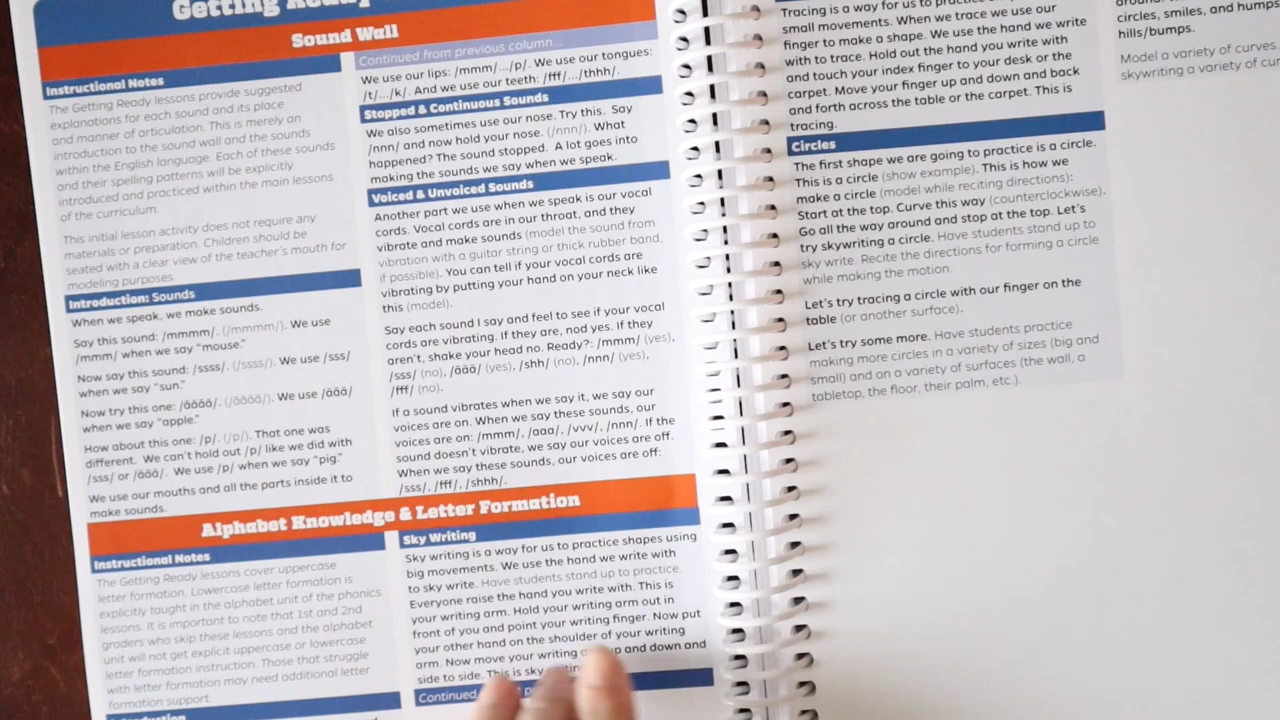 Getting Ready
Sound Wall
Instructional Notes
The Getting Ready lessons provide suggested
explanations for each sound and its place
and manner of articulation. This is merely an
introduction to the sound wall and the sounds
within the English language. Each of these sounds
and their spelling patterns will be explicitly
introduced and practiced within the main lessons
of the curriculum.
This initial lesson activity does not require any
materials or preparation. Children should be
seated with a clear view of the teacher's mouth for
modeling purposes.
Introduction: Sounds
When we speak, we make sounds.
Say this sound: /mmmm/. (/mmmm/). We use
/mmm/ when we say "mouse."
Now say this sound: /ssss/. (/ssss/). We use /sss/
when we say "sun."
Now try this one: /ăăăă/. (/ăăăă/). We use /ăăă/
when we say "apple."
How about this one: /p/. (/p/). That one was
different. We can't hold out /p/ like we did with
/sss/ or /ăăă/. We use /p/ when we say "pig."
We use our mouths and all the parts inside it to
make sounds.
Continued from previous column...
We use our lips: /mmm/.../p/. We use our tongues:
/t/.../k/. And we use our teeth: /fff/.../thhh/.
Stopped & Continuous Sounds
We also sometimes use our nose. Try this. Say
/nnn/ and now hold your nose. (/nnn/). What
happened? The sound stopped. A lot goes into
making the sounds we say when we speak.
Voiced & Unvoiced Sounds
Another part we use when we speak is our vocal
cords. Vocal cords are in our throat, and they
vibrate and make sounds (model the sound from
vibration with a guitar string or thick rubber band,
if possible). You can tell if your vocal cords are
vibrating by putting your hand on your neck like
this (model).
Say each sound I say and feel to see if your vocal
cords are vibrating. If they are, nod yes. If they
aren't, shake your head no. Ready?: /mmm/ (yes),
/sss/ (no), /ăăă/ (yes), /shh/ (no), /nnn/ (yes),
/fff/ (no).
If a sound vibrates when we say it, we say our
voices are on. When we say these sounds, our
voices are on: /mmm/, /aaa/, /vvv/, /nnn/. If the
sound doesn't vibrate, we say our voices are off.
When we say these sounds, our voices are off:
/sss/, /fff/, /shhh/.
Alphabet Knowledge & Letter Formation
Instructional Notes
The Getting Ready lessons cover uppercase
letter formation. Lowercase letter formation is
explicitly taught in the alphabet unit of the phonics
lessons. It is important to note that 1st and 2nd
graders who skip these lessons and the alphabet
unit will not get explicit uppercase or lowercase
letter formation instruction. Those that struggle
with letter formation may need additional letter
formation support.
Introduction
Sky Writing
Sky writing is a way for us to practice shapes using
big movements. We use the hand we write with
to sky write. Have students stand up to practice.
Everyone raise the hand you write with. This is
your writing arm. Hold your writing arm out in
front of you and point your writing finger. Now put
your other hand on the shoulder of your writing
arm. Now move your writing up and down and
side to side. This is sky
Continued
Tracing is a way for us to
small movements. When we trace we use our
finger to make a shape. We use the hand we write
with to trace. Hold out the hand you write with
and touch your index finger to your desk or the
carpet. Move your finger up and down and back
and forth across the table or the carpet. This is
tracing.
Circles
The first shape we are going to practice is a circle.
This is a circle (show example). This is how we
make a circle (model while reciting directions):
Start at the top. Curve this way (counterclockwise).
Go all the way around and stop at the top. Let's
try skywriting a circle. Have students stand up to
sky write. Recite the directions for forming a circle
while making the motion.
Let's try tracing a circle with our finger on the
table (or another surface).
Let's try some more. Have students practice
making more circles in a variety of sizes (big and
small) and on a variety of surfaces (the wall, a
tabletop, the floor, their palm, etc.).
circles, smiles, and humps
hills/bumps.
Model a variety of curves.
skywriting a variety of